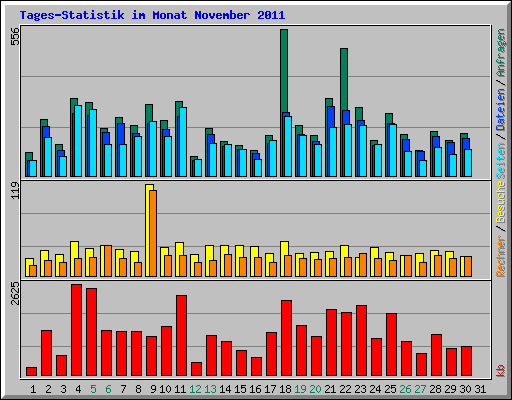 Tages-Statistik im Monat November 2011
556
119
2625
Anfragen / Dateien / Seiten
Rechner / Besuche
kb
1 2 3 4 5 6 7 8 9 10 11 12 13 14 15 16 17 18 19 20 21 22 23 24 25 26 27 28 29 30 31